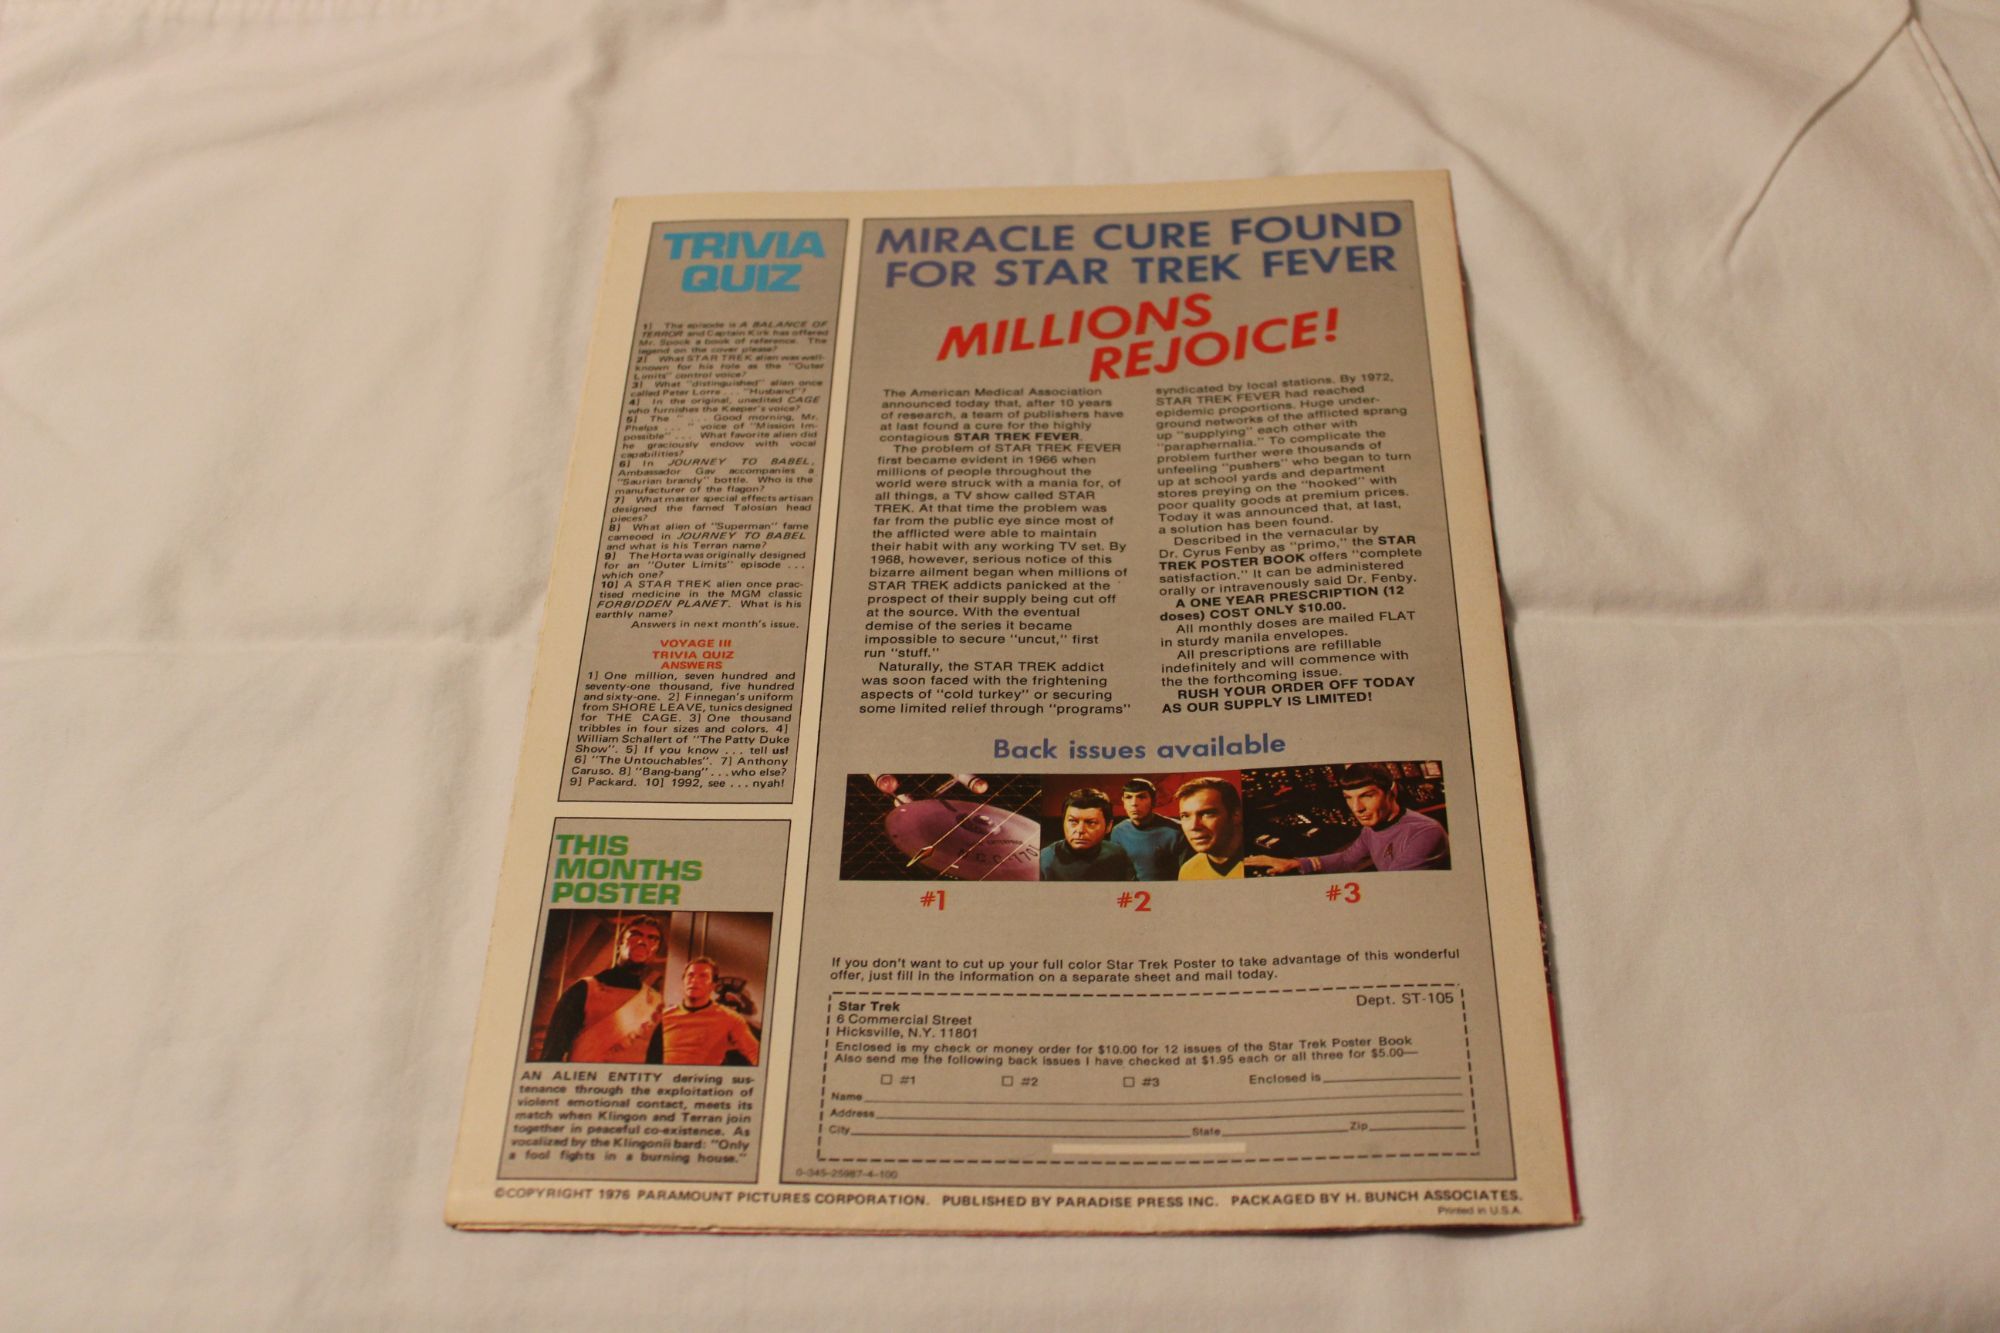 TRIVIA
QUIZ
1] The episode is A BALANCE OF
TERROR and Captain Kirk has offered
Mr. Spock a book of reference. The
legend on the cover please?
2] What STAR TREK alien was well-
known for his role as the "Outer
Limits" control voice?
3] What "distinguished" alien once
called Peter Lorre . . . "Husband"?
4] In the original, unedited CAGE
who furnishes the Keeper's voice?
5] The " . . . Good morning, Mr.
Phelps . . . " voice of "Mission Im-
possible" . . . What favorite alien did
he graciously endow with vocal
capabilities?
6] In JOURNEY TO BABEL,
Ambassador Gav accompanies a
"Saurian brandy" bottle. Who is the
manufacturer of the flagon?
7] What master special effects artisan
designed the famed Talosian head
pieces?
8] What alien of "Superman" fame
cameoed in JOURNEY TO BABEL
and what is his Terran name?
9] The Horta was originally designed
for an "Outer Limits" episode . . .
which one?
10] A STAR TREK alien once prac-
tised medicine in the MGM classic
FORBIDDEN PLANET. What is his
earthly name?
Answers in next month's issue.
VOYAGE III
TRIVIA QUIZ
ANSWERS
1] One million, seven hundred and
seventy-one thousand, five hundred
and sixty-one. 2] Finnegan's uniform
from SHORE LEAVE, tunics designed
for THE CAGE. 3] One thousand
tribbles in four sizes and colors. 4]
William Schallert of "The Patty Duke
Show". 5] If you know . . . tell us!
6] "The Untouchables". 7] Anthony
Caruso. 8] "Bang-bang" . . . who else?
9] Packard. 10] 1992, see . . . nyah!
THIS
MONTHS
POSTER
AN ALIEN ENTITY deriving sus-
tenance through the exploitation of
violent emotional contact, meets its
match when Klingon and Terran join
together in peaceful co-existence. As
vocalized by the Klingonii bard: "Only
a fool fights in a burning house."
MIRACLE CURE FOUND
FOR STAR TREK FEVER
MILLIONS
REJOICE!
The American Medical Association
announced today that, after 10 years
of research, a team of publishers have
at last found a cure for the highly
contagious STAR TREK FEVER.
The problem of STAR TREK FEVER
first became evident in 1966 when
millions of people throughout the
world were struck with a mania for, of
all things, a TV show called STAR
TREK. At that time the problem was
far from the public eye since most of
the afflicted were able to maintain
their habit with any working TV set. By
1968, however, serious notice of this
bizarre ailment began when millions of
STAR TREK addicts panicked at the
prospect of their supply being cut off
at the source. With the eventual
demise of the series it became
impossible to secure "uncut," first
run "stuff."
Naturally, the STAR TREK addict
was soon faced with the frightening
aspects of "cold turkey" or securing
some limited relief through "programs"
syndicated by local stations. By 1972,
STAR TREK FEVER had reached
epidemic proportions. Huge under-
ground networks of the afflicted sprang
up "supplying" each other with
"paraphernalia." To complicate the
problem further were thousands of
unfeeling "pushers" who began to turn
up at school yards and department
stores preying on the "hooked" with
poor quality goods at premium prices.
Today it was announced that, at last,
a solution has been found.
Described in the vernacular by
Dr. Cyrus Fenby as "primo," the STAR
TREK POSTER BOOK offers "complete
satisfaction." It can be administered
orally or intravenously said Dr. Fenby.
A ONE YEAR PRESCRIPTION (12
doses) COST ONLY $10.00.
All monthly doses are mailed FLAT
in sturdy manila envelopes.
All prescriptions are refillable
indefinitely and will commence with
the the forthcoming issue.
RUSH YOUR ORDER OFF TODAY
AS OUR SUPPLY IS LIMITED!
Back issues available
#1 #2 #3
If you don't want to cut up your full color Star Trek Poster to take advantage of this wonderful
offer, just fill in the information on a separate sheet and mail today.
Star Trek Dept. ST-105
6 Commercial Street
Hicksville, N.Y. 11801
Enclosed is my check or money order for $10.00 for 12 issues of the Star Trek Poster Book
Also send me the following back issues I have checked at $1.95 each or all three for $5.00—
#1 #2 #3 Enclosed is
Name
Address
City State Zip
0-345-25987-4-100
©COPYRIGHT 1976 PARAMOUNT PICTURES CORPORATION. PUBLISHED BY PARADISE PRESS INC. PACKAGED BY H. BUNCH ASSOCIATES.
Printed in U.S.A.